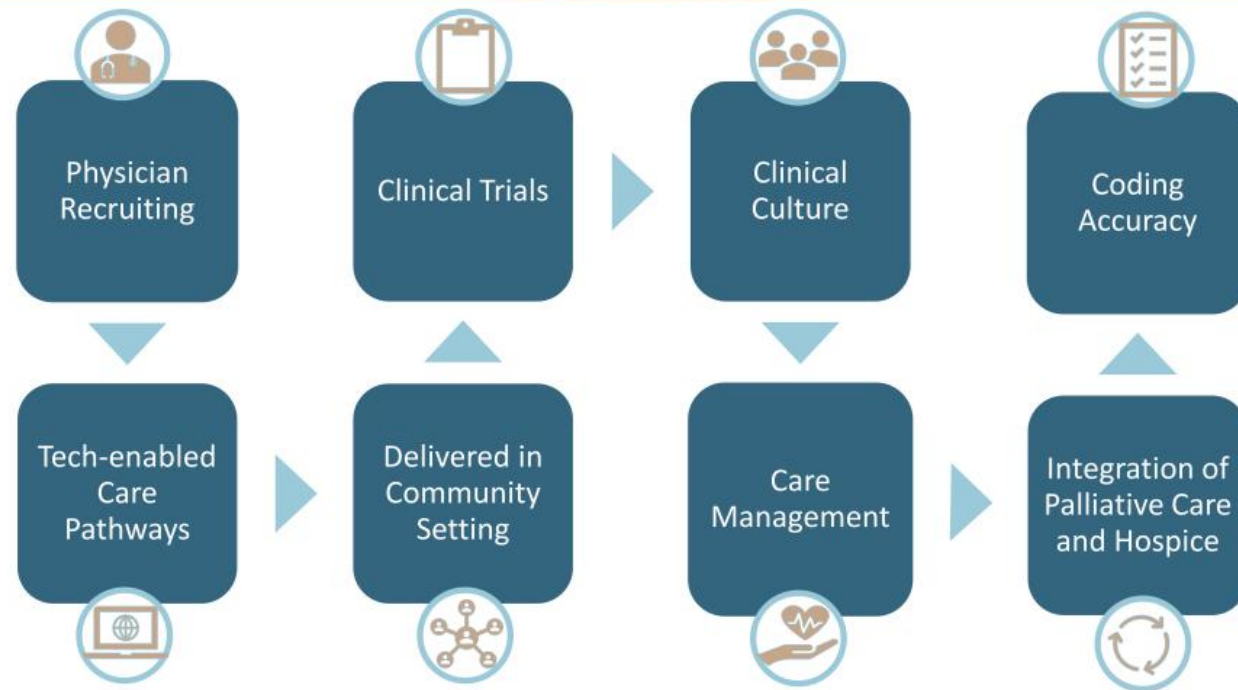 Physician
Recruiting
Tech-enabled
Care
Pathways
Delivered in
Community
Setting
Clinical Trials
Clinical
Culture
Care
Management
Integration of
Palliative Care
and Hospice
Coding
Accuracy